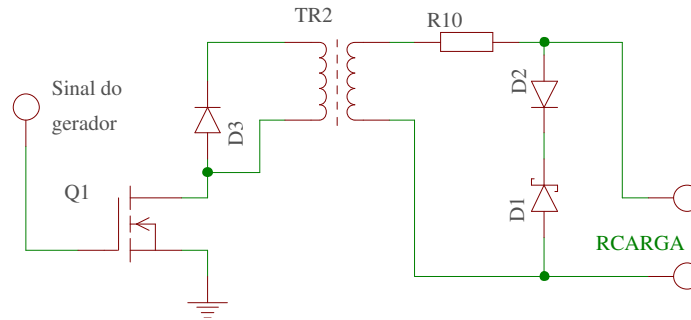 TR2
R10
Sinal do
gerador
D3
D2
Q1
D1
RCARGA